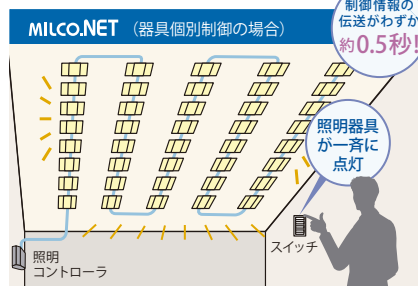 MILCO.NET（器具個別制御の場合）
制御情報の
伝送がわずか
約0.5秒!
照明器具
が一斉に
点灯
スイッチ
照明
コントローラ